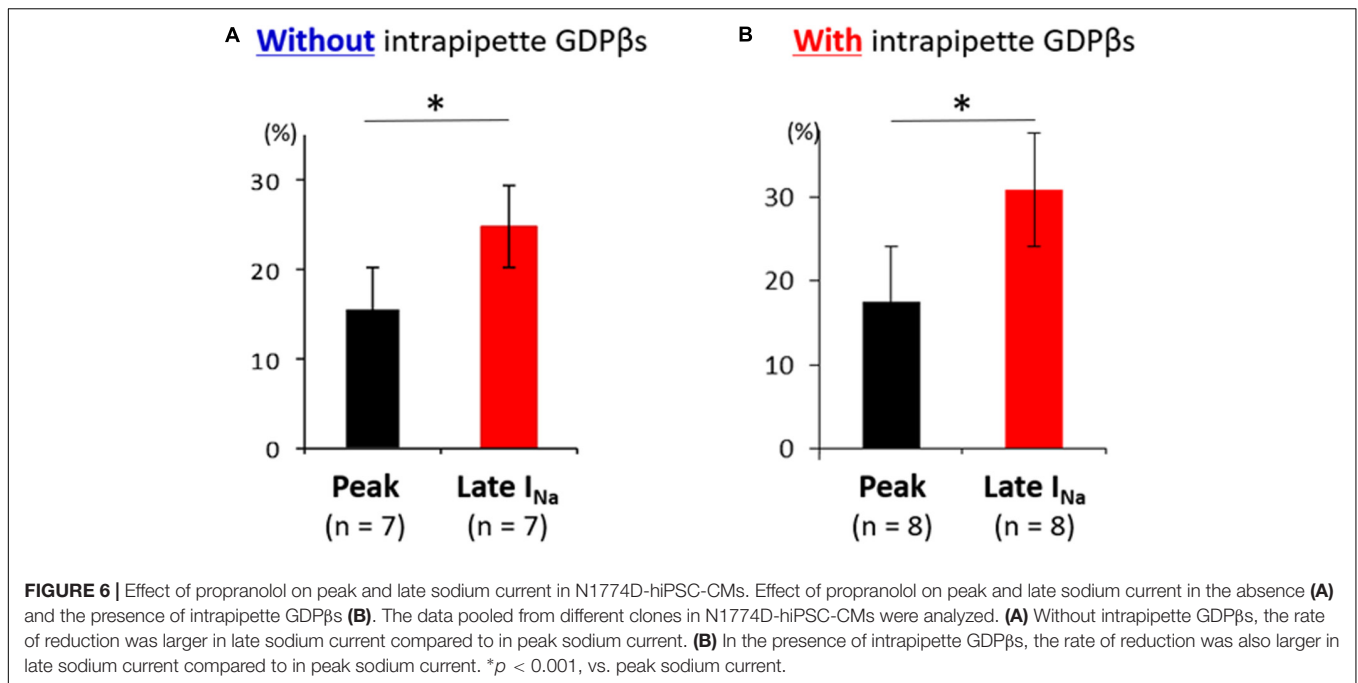 A Without intrapipette GDPβs
*
(%)
30
20
10
0
Peak Late I_Na
(n = 7) (n = 7)
B With intrapipette GDPβs
*
(%)
30
20
10
0
Peak Late I_Na
(n = 8) (n = 8)
FIGURE 6 | Effect of propranolol on peak and late sodium current in N1774D-hiPSC-CMs. Effect of propranolol on peak and late sodium current in the absence (A)
and the presence of intrapipette GDPβs (B). The data pooled from different clones in N1774D-hiPSC-CMs were analyzed. (A) Without intrapipette GDPβs, the rate
of reduction was larger in late sodium current compared to in peak sodium current. (B) In the presence of intrapipette GDPβs, the rate of reduction was also larger in
late sodium current compared to in peak sodium current. *p < 0.001, vs. peak sodium current.